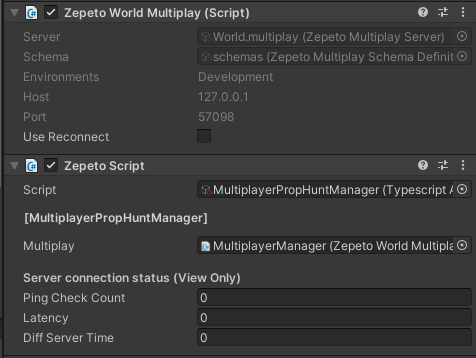 Zepeto World Multiplay (Script)
Server World.multiplay (Zepeto Multiplay Server)
Schema schemas (Zepeto Multiplay Schema Definit
Environments Development
Host 127.0.0.1
Port 57098
Use Reconnect
Zepeto Script
Script MultiplayerPropHuntManager (Typescript A
[MultiplayerPropHuntManager]
Multiplay MultiplayerManager (Zepeto World Multipla
Server connection status (View Only)
Ping Check Count 0
Latency 0
Diff Server Time 0